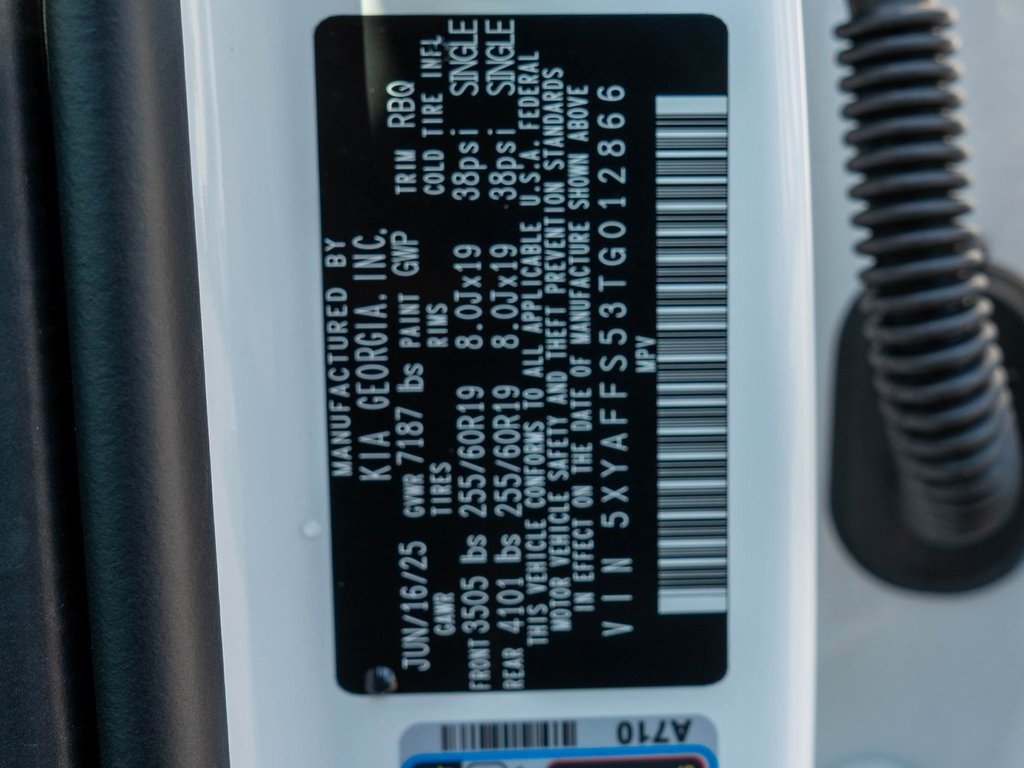 MANUFACTURED BY
KIA GEORGIA. INC.
JUN/16/25 GVWR 7187 lbs PAINT GWP TRIM RBQ
GAWR TIRES RIMS COLD TIRE INFL
FRONT 3505 lbs 255/60R19 8.0Jx19 38psi SINGLE
REAR 4101 lbs 255/60R19 8.0Jx19 38psi SINGLE
THIS VEHICLE CONFORMS TO ALL APPLICABLE U.S.A. FEDERAL
MOTOR VEHICLE SAFETY AND THEFT PREVENTION STANDARDS
IN EFFECT ON THE DATE OF MANUFACTURE SHOWN ABOVE
VIN 5XYAFFS53TG012866
MPV
A710